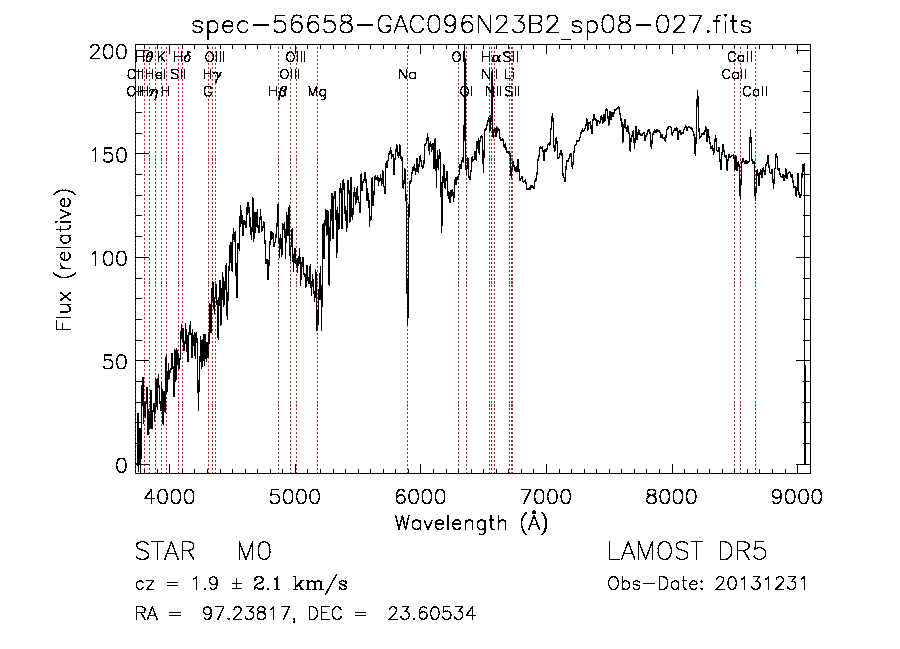 spec-56658-GAC096N23B2_sp08-027.fits
Hθ K Hδ OIII OIII OI Hα SII CaII
HeI SII Hγ OIII Na NII Li CaII
Hη H G Hβ Mg OI NII SII CaII
200
150
100
50
0
Flux (relative)
4000 5000 6000 7000 8000 9000
Wavelength (Å)
STAR M0 LAMOST DR5
cz = 1.9 ± 2.1 km/s Obs-Date: 20131231
RA = 97.23817, DEC = 23.60534